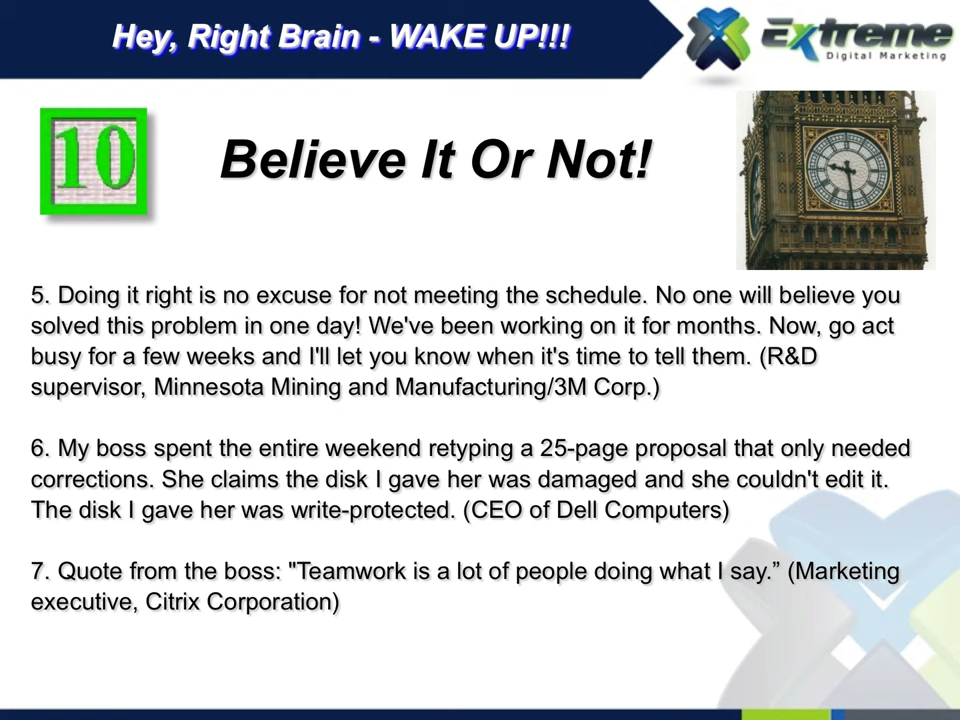 Hey, Right Brain - WAKE UP!!!
Extreme
Digital Marketing
10
Believe It Or Not!
5. Doing it right is no excuse for not meeting the schedule. No one will believe you
solved this problem in one day! We've been working on it for months. Now, go act
busy for a few weeks and I'll let you know when it's time to tell them. (R&D
supervisor, Minnesota Mining and Manufacturing/3M Corp.)
6. My boss spent the entire weekend retyping a 25-page proposal that only needed
corrections. She claims the disk I gave her was damaged and she couldn't edit it.
The disk I gave her was write-protected. (CEO of Dell Computers)
7. Quote from the boss: "Teamwork is a lot of people doing what I say.” (Marketing
executive, Citrix Corporation)